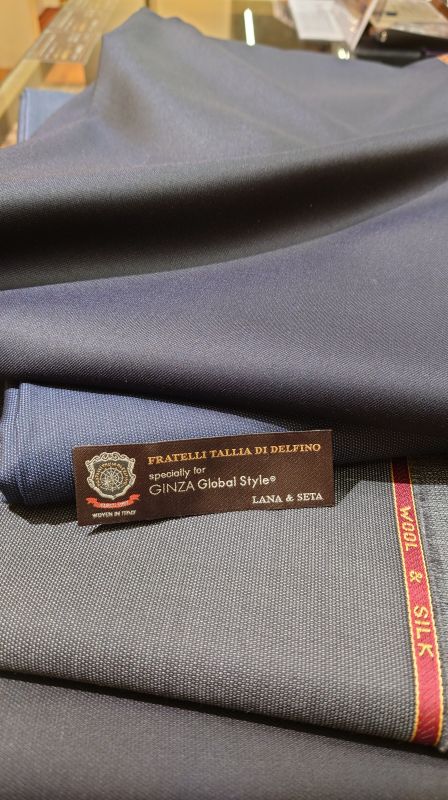 FRATELLI TALLIA DI DELFINO
specially for
GINZA Global Style®
LANA & SETA
WOVEN IN ITALY
WOOL & SILK